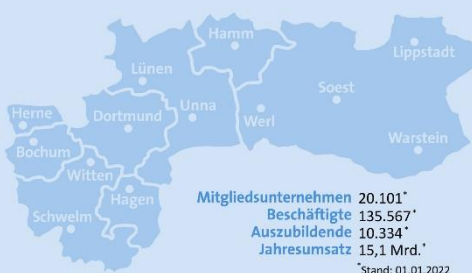 Hamm
Lippstadt
Lünen
Soest
Herne
Dortmund
Unna
Werl
Bochum
Warstein
Witten
Hagen
Schwelm
Mitgliedsunternehmen 20.101*
Beschäftigte 135.567*
Auszubildende 10.334*
Jahresumsatz 15,1 Mrd.*
*Stand: 01.01.2022